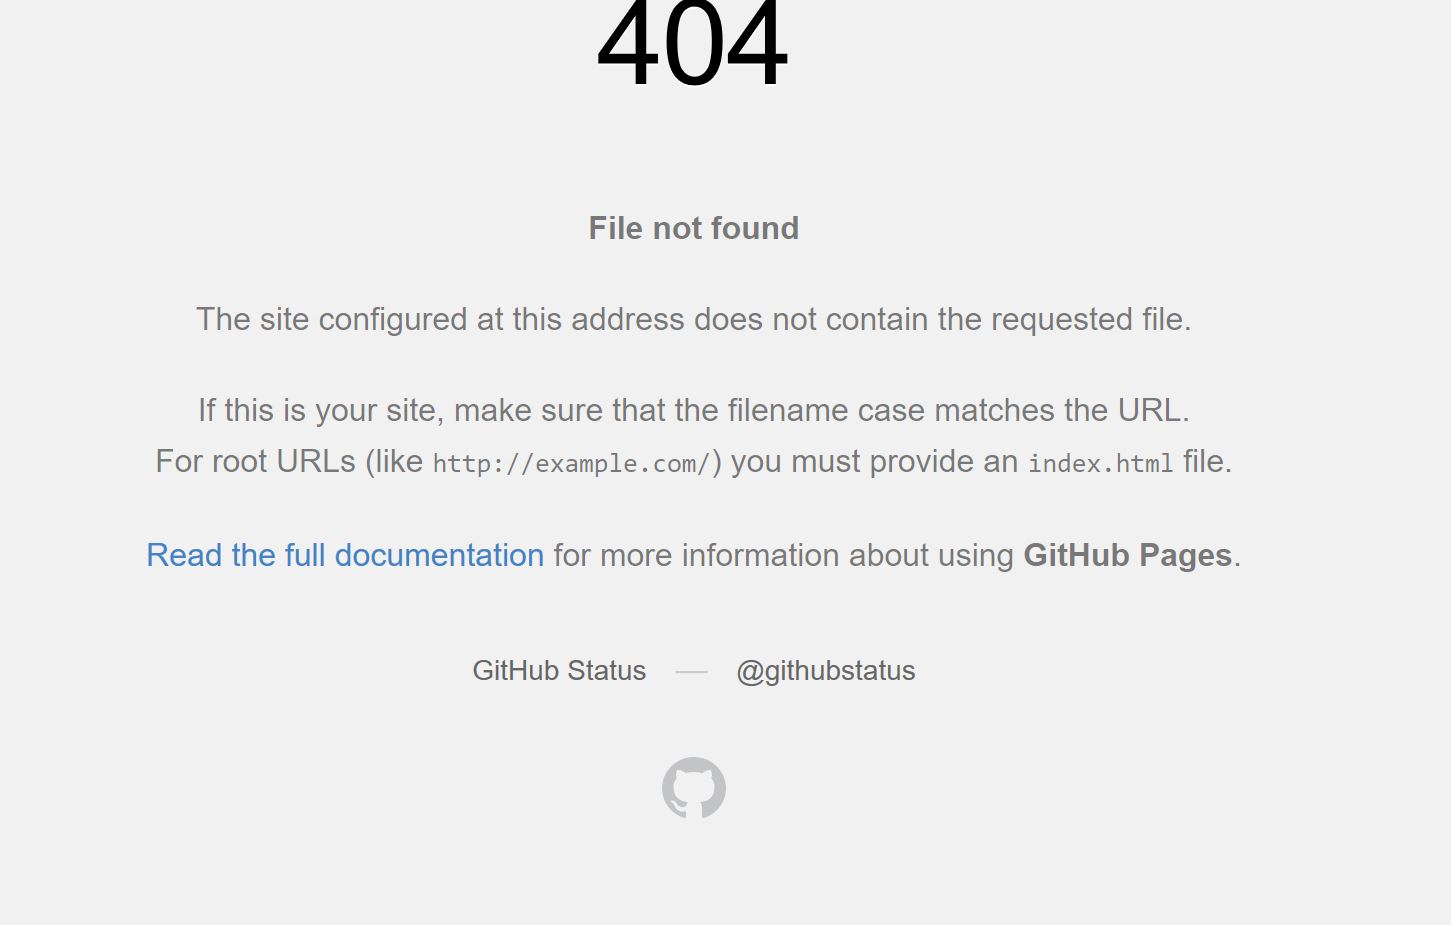 404
File not found
The site configured at this address does not contain the requested file.
If this is your site, make sure that the filename case matches the URL.
For root URLs (like http://example.com/) you must provide an index.html file.
Read the full documentation for more information about using GitHub Pages.
GitHub Status — @githubstatus